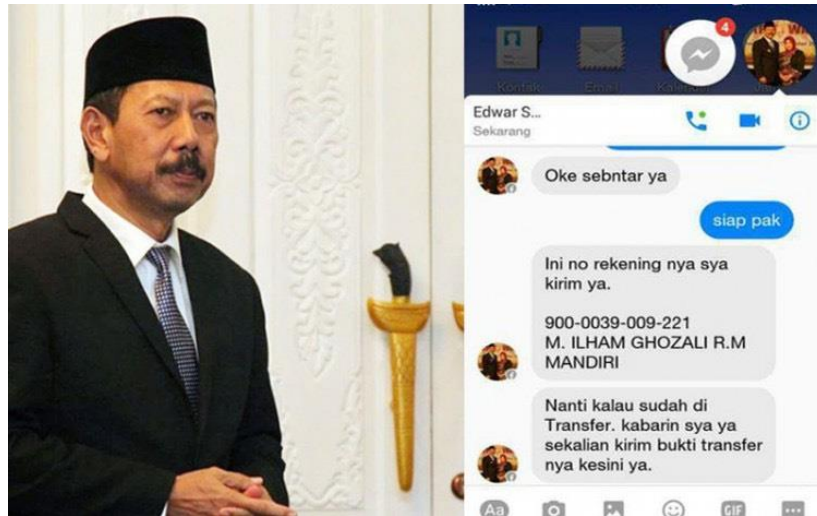 Kontak
Email
Kalender
4
Edwar S...
Sekarang
Oke sebntar ya
siap pak
Ini no rekening nya sya
kirim ya.
900-0039-009-221
M. ILHAM GHOZALI R.M
MANDIRI
Nanti kalau sudah di
Transfer. kabarin sya ya
sekalian kirim bukti transfer
nya kesini ya.
Aa
GIF